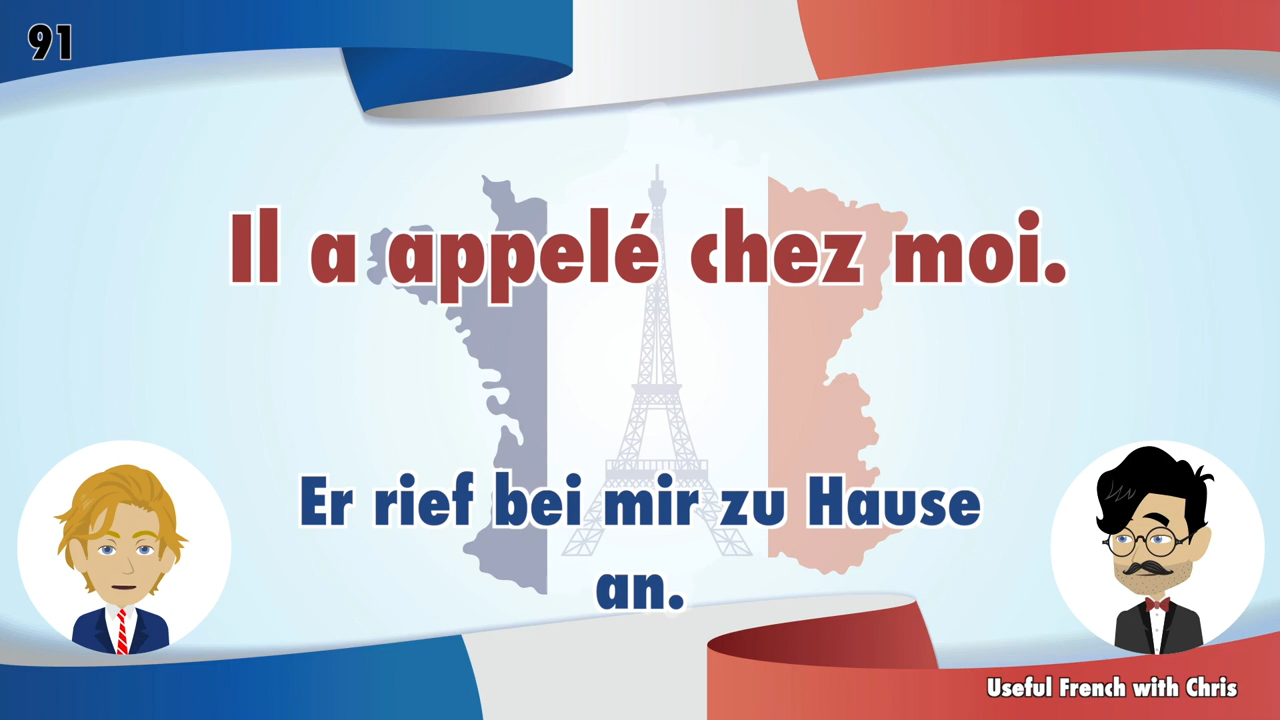 91
Il a appelé chez moi.
Er rief bei mir zu Hause
an.
Useful French with Chris